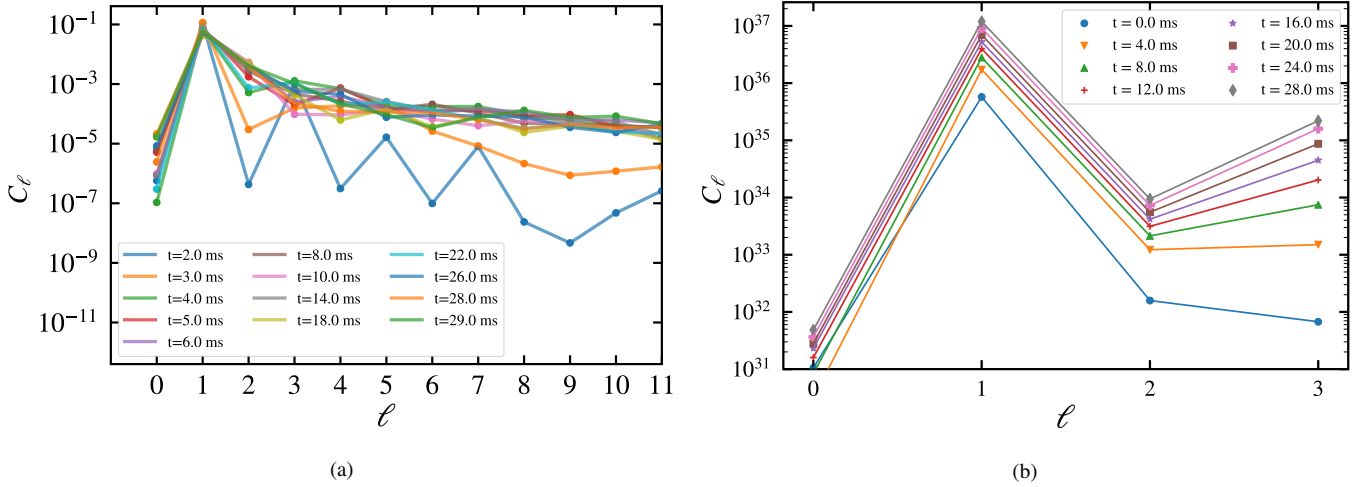 10^{-1}
10^{-3}
10^{-5}
10^{-7}
10^{-9}
10^{-11}
C_ℓ
t=2.0 ms
t=3.0 ms
t=4.0 ms
t=5.0 ms
t=6.0 ms
t=8.0 ms
t=10.0 ms
t=14.0 ms
t=18.0 ms
t=22.0 ms
t=26.0 ms
t=28.0 ms
t=29.0 ms
0 1 2 3 4 5 6 7 8 9 10 11
ℓ
(a)
10^{37}
10^{36}
10^{35}
10^{34}
10^{33}
10^{32}
10^{31}
C_ℓ
t = 0.0 ms
t = 4.0 ms
t = 8.0 ms
t = 12.0 ms
t = 16.0 ms
t = 20.0 ms
t = 24.0 ms
t = 28.0 ms
0 1 2 3
ℓ
(b)